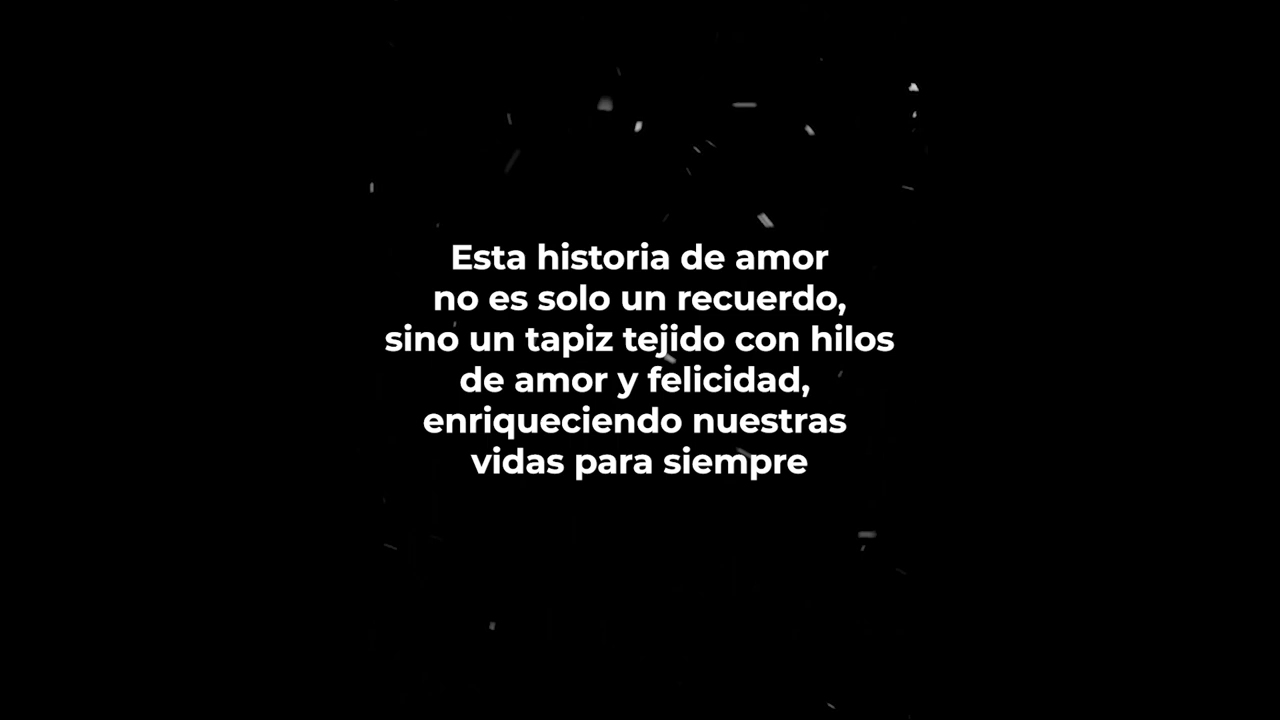 Esta historia de amor
no es solo un recuerdo,
sino un tapiz tejido con hilos
de amor y felicidad,
enriqueciendo nuestras
vidas para siempre